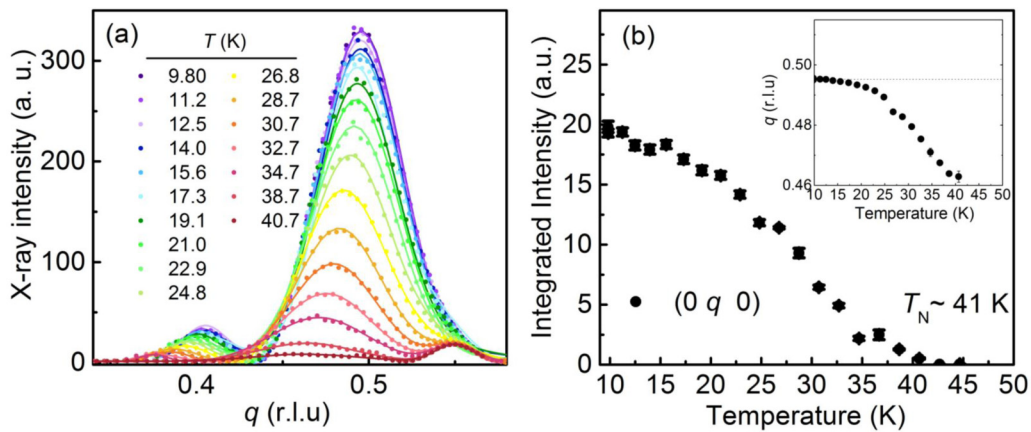 (a)
X-ray intensity (a. u.)
300
200
100
0
T (K)
9.80 26.8
11.2 28.7
12.5 30.7
14.0 32.7
15.6 34.7
17.3 38.7
19.1 40.7
21.0
22.9
24.8
0.4 0.5
q (r.l.u)
(b)
Integrated Intensity (a.u.)
25
20
15
10
5
0
(0 q 0)
T_N ~ 41 K
10 15 20 25 30 35 40 45 50
Temperature (K)
q (r.l.u)
0.50
0.48
0.46
10 15 20 25 30 35 40 45 50
Temperature (K)